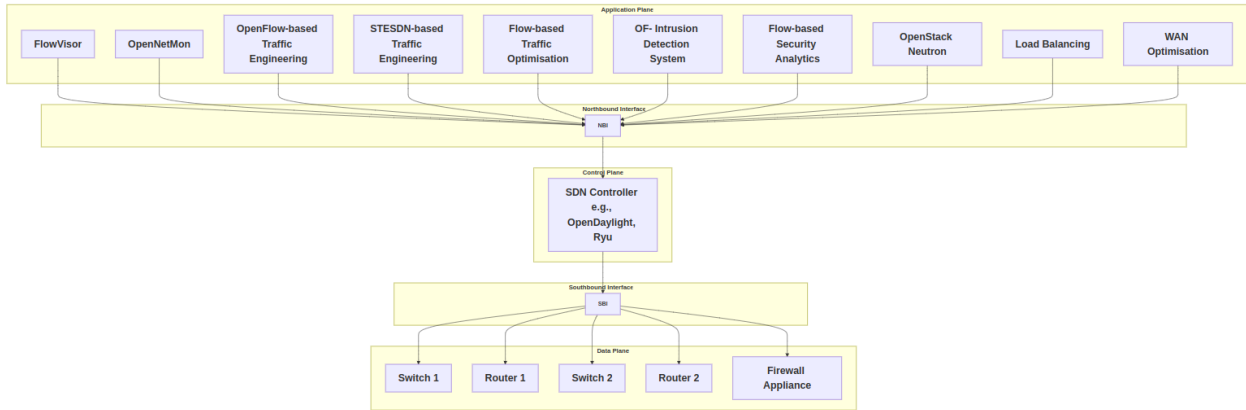 Application Plane
FlowVisor
OpenNetMon
OpenFlow-based
Traffic
Engineering
STESDN-based
Traffic
Engineering
Flow-based
Traffic
Optimisation
OF- Intrusion
Detection
System
Flow-based
Security
Analytics
OpenStack
Neutron
Load Balancing
WAN
Optimisation
Northbound Interface
NBI
Control Plane
SDN Controller
e.g.,
OpenDaylight,
Ryu
Southbound Interface
SBI
Data Plane
Switch 1
Router 1
Switch 2
Router 2
Firewall
Appliance